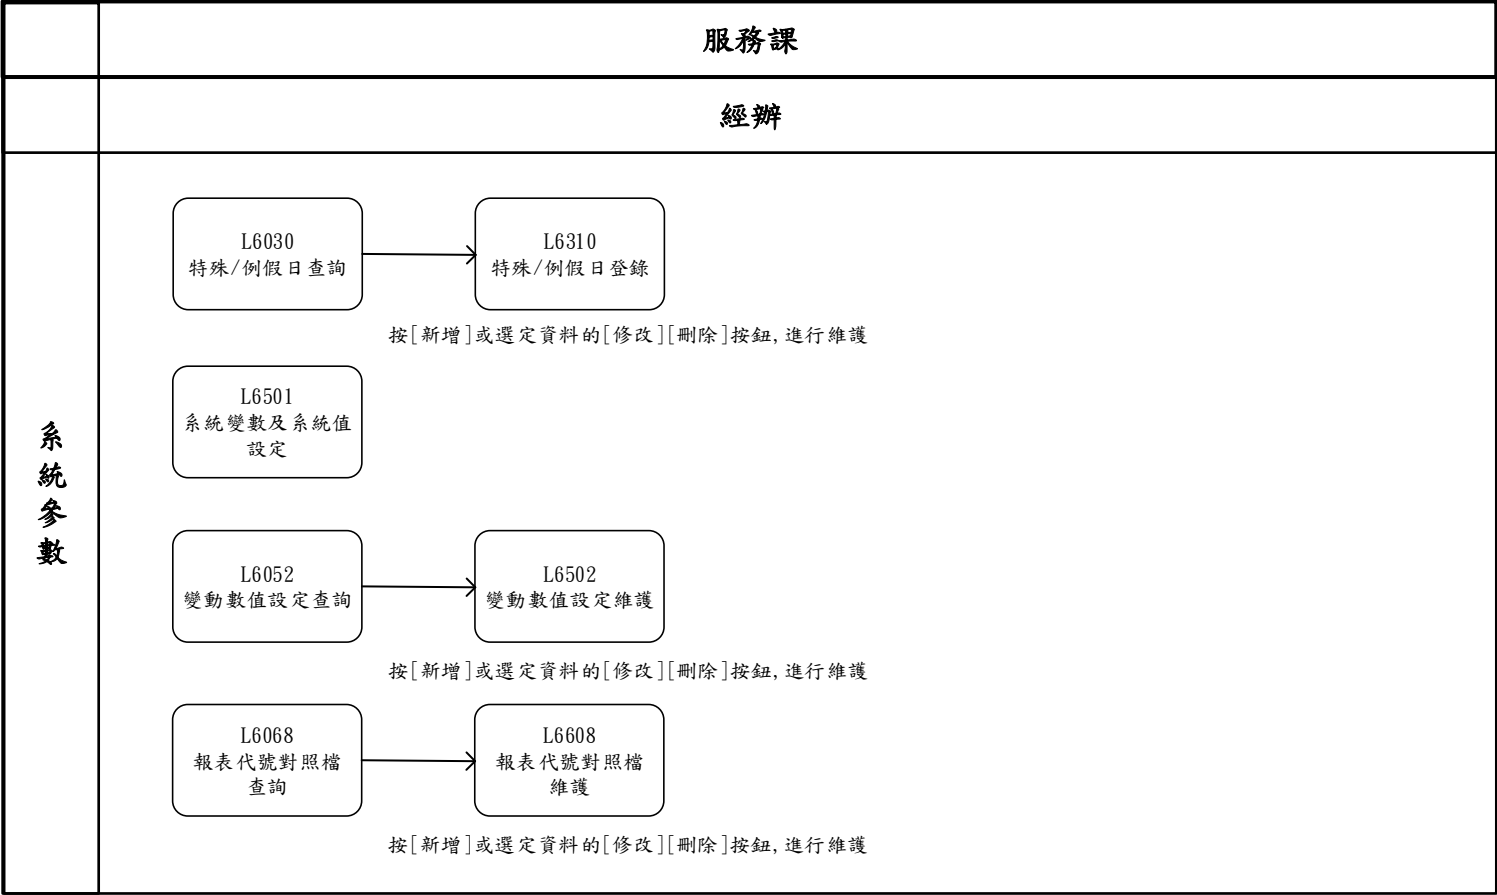 服務課
經辦
系
統
參
數
L6030
特殊/例假日查詢
L6310
特殊/例假日登錄
按[新增]或選定資料的[修改][刪除]按鈕,進行維護
L6501
系統變數及系統值
設定
L6052
變動數值設定查詢
L6502
變動數值設定維護
按[新增]或選定資料的[修改][刪除]按鈕,進行維護
L6068
報表代號對照檔
查詢
L6608
報表代號對照檔
維護
按[新增]或選定資料的[修改][刪除]按鈕,進行維護